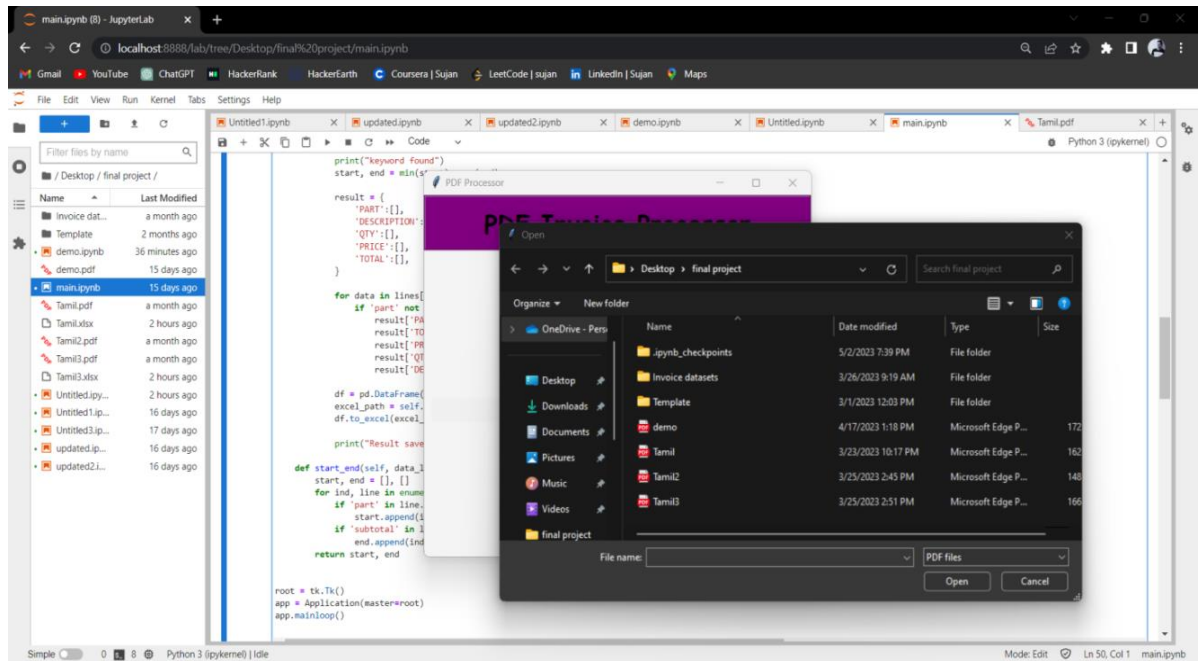 main.ipynb (8) - JupyterLab
localhost:8888/lab/tree/Desktop/final%20project/main.ipynb
Gmail YouTube ChatGPT HackerRank HackerEarth Coursera | Sujan LeetCode | sujan LinkedIn | Sujan Maps
File Edit View Run Kernel Tabs Settings Help
Untitled1.ipynb updated.ipynb updated2.ipynb demo.ipynb Untitled.ipynb main.ipynb Tamil.pdf
Code Python 3 (ipykernel)
Filter files by name
/ Desktop / final project /
Name Last Modified
Invoice dat... a month ago
Template 2 months ago
demo.ipynb 36 minutes ago
demo.pdf 15 days ago
main.ipynb 15 days ago
Tamil.pdf a month ago
Tamil.xlsx 2 hours ago
Tamil2.pdf a month ago
Tamil3.pdf a month ago
Tamil3.xlsx 2 hours ago
Untitled.ipy... 2 hours ago
Untitled1.ip... 16 days ago
Untitled3.ip... 17 days ago
updated.ip... 16 days ago
updated2.i... 16 days ago
print("keyword found")
start, end = min(s
result = {
'PART':[],
'DESCRIPTION':
'QTY':[],
'PRICE':[],
'TOTAL':[],
}
for data in lines[
if 'part' not
result['PA
result['TO
result['PR
result['QT
result['DE
df = pd.DataFrame(
excel_path = self.
df.to_excel(excel_
print("Result save
def start_end(self, data_l
start, end = [], []
for ind, line in enume
if 'part' in line.
start.append(i
if 'subtotal' in l
end.append(ind
return start, end
root = tk.Tk()
app = Application(master=root)
app.mainloop()
PDF Processor
PDF Invoice Processor
Open
Desktop › final project
Search final project
Organize New folder
OneDrive - Pers
Desktop
Downloads
Documents
Pictures
Music
Videos
final project
Name Date modified Type Size
.ipynb_checkpoints 5/2/2023 7:39 PM File folder
Invoice datasets 3/26/2023 9:19 AM File folder
Template 3/1/2023 12:03 PM File folder
demo 4/17/2023 1:18 PM Microsoft Edge P... 172
Tamil 3/23/2023 10:17 PM Microsoft Edge P... 162
Tamil2 3/25/2023 2:45 PM Microsoft Edge P... 148
Tamil3 3/25/2023 2:51 PM Microsoft Edge P... 166
File name: PDF files
Open Cancel
Simple 0 8 Python 3 (ipykernel) | Idle Mode: Edit Ln 50, Col 1 main.ipynb